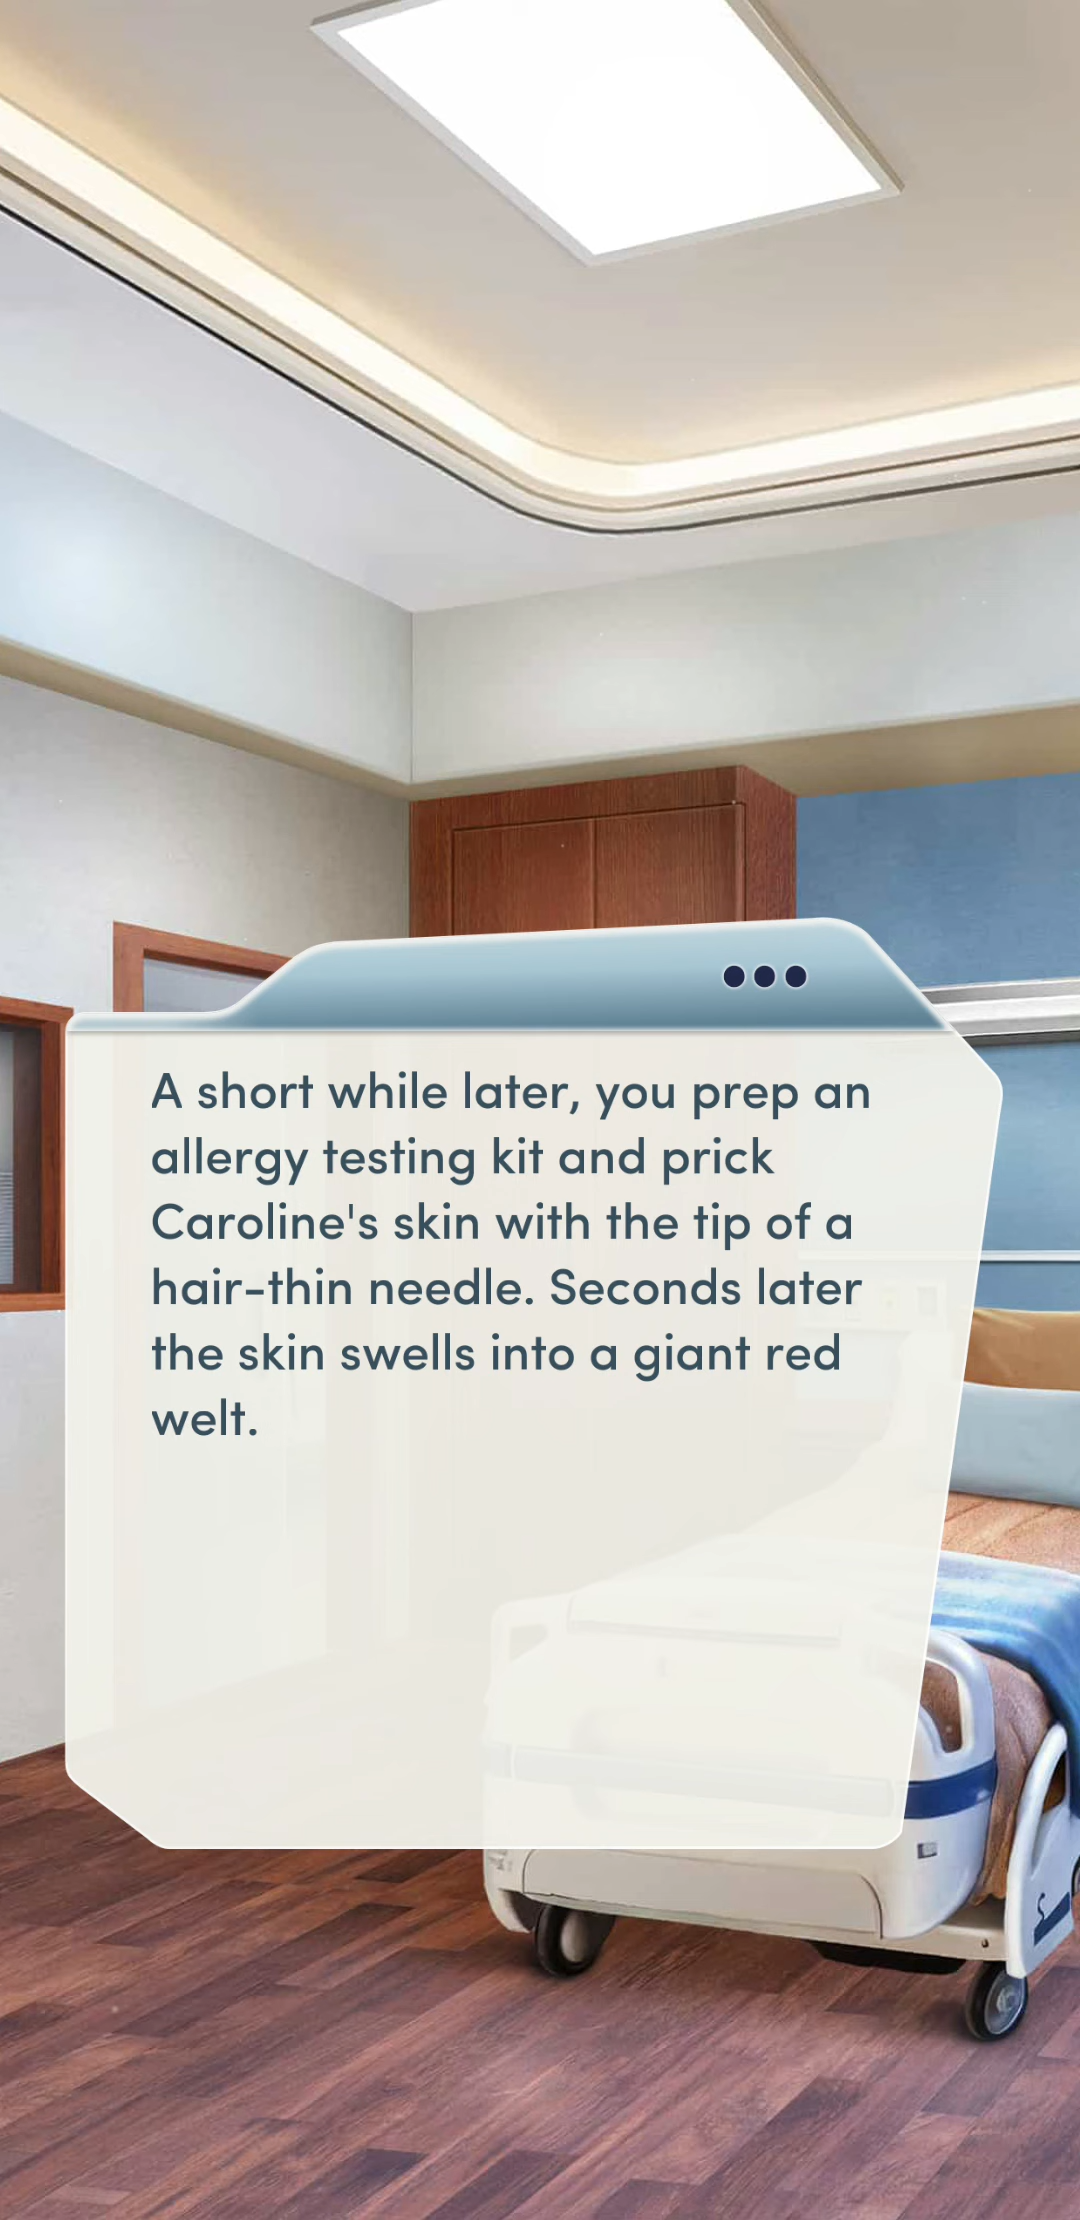 A short while later, you prep an
allergy testing kit and prick
Caroline's skin with the tip of a
hair-thin needle. Seconds later
the skin swells into a giant red
welt.